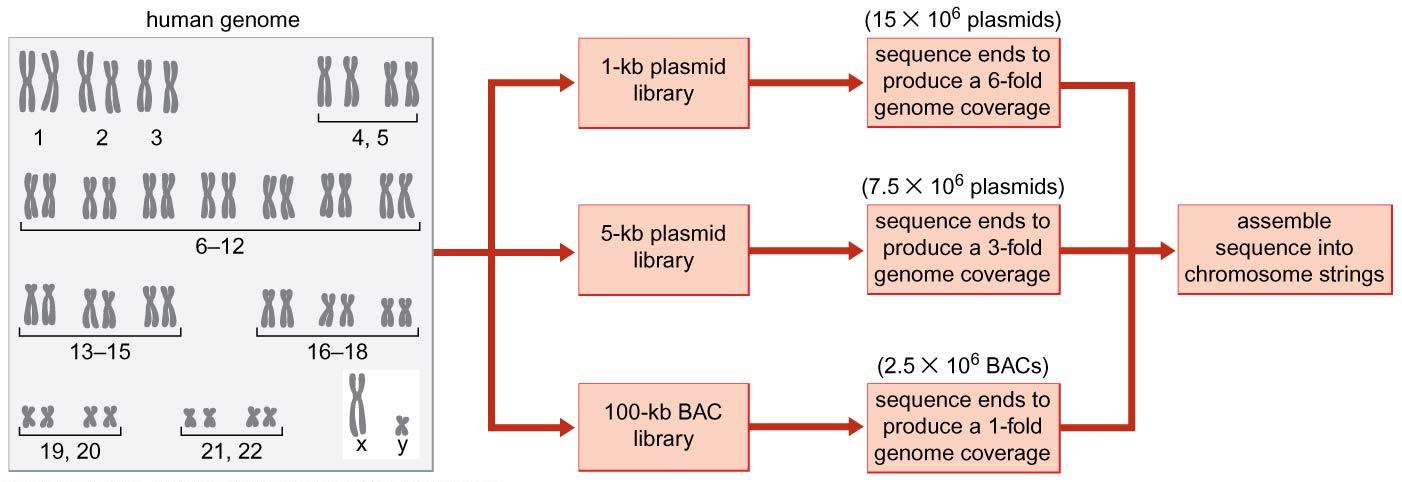 human genome
1 2 3 4, 5
6–12
13–15 16–18
19, 20 21, 22 x y
1-kb plasmid
library
(15 × 10⁶ plasmids)
sequence ends to
produce a 6-fold
genome coverage
5-kb plasmid
library
(7.5 × 10⁶ plasmids)
sequence ends to
produce a 3-fold
genome coverage
100-kb BAC
library
(2.5 × 10⁶ BACs)
sequence ends to
produce a 1-fold
genome coverage
assemble
sequence into
chromosome strings